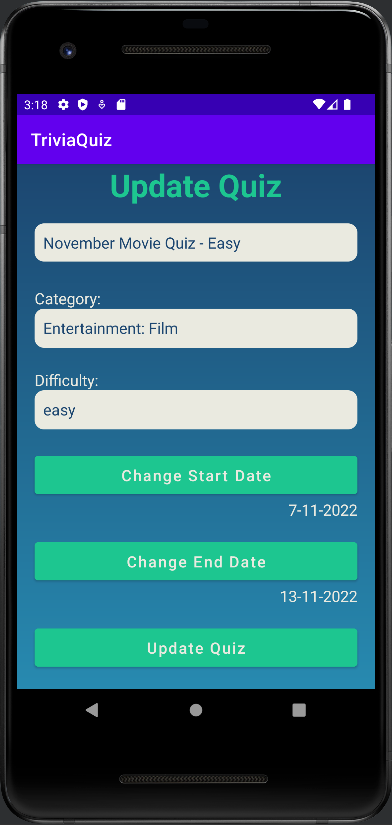 3:18
TriviaQuiz
Update Quiz
November Movie Quiz - Easy
Category:
Entertainment: Film
Difficulty:
easy
Change Start Date
7-11-2022
Change End Date
13-11-2022
Update Quiz